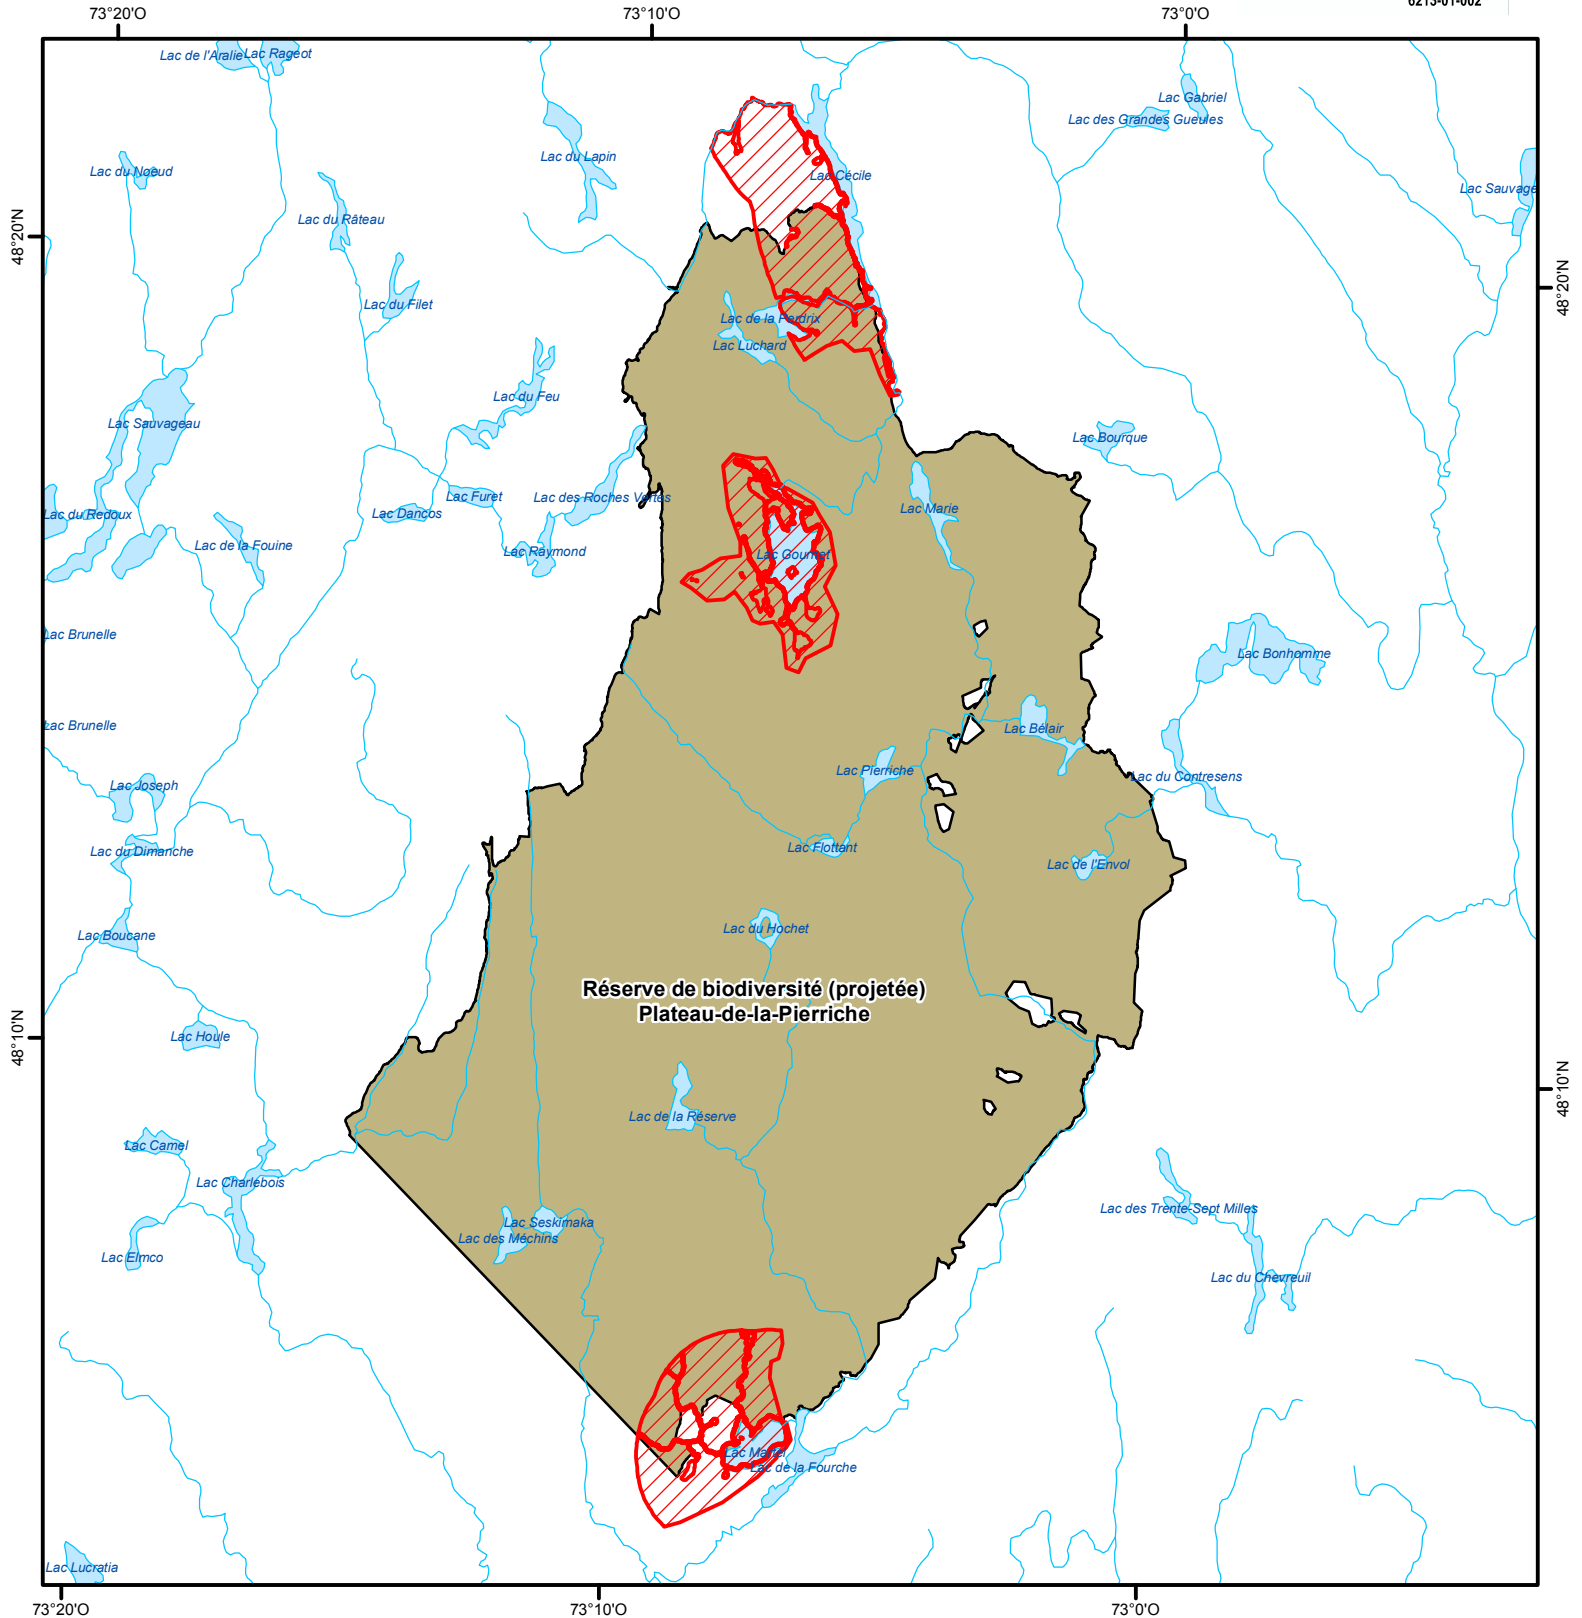 6213-01-002
73°20'O
73°10'O
73°0'O
Lac de l'Aralie
Lac Rageot
Lac Gabriel
Lac des Grandes Gueules
Lac du Lapin
Lac du Nœud
Lac Cécile
Lac Sauvage
Lac du Râteau
48°20'N
48°20'N
Lac du Filet
Lac de la Perdrix
Lac Luchard
Lac du Feu
Lac Sauvageau
Lac Bourque
Lac Furet
Lac des Roches Vertes
Lac Marie
Lac du Redoux
Lac Dancos
Lac de la Fouine
Lac Raymond
Lac Gourmet
Lac Brunelle
Lac Bonhomme
Lac Brunelle
Lac Bélair
Lac Pierriche
Lac du Contresens
Lac Joseph
Lac Flottant
Lac du Dimanche
Lac de l'Envol
Lac du Hochet
Lac Boucane
Réserve de biodiversité (projetée)
Plateau-de-la-Pierriche
Lac Houle
48°10'N
48°10'N
Lac de la Réserve
Lac Camel
Lac Charlebois
Lac des Trente-Sept Milles
Lac Seskimaka
Lac des Méchins
Lac Elmco
Lac du Chevreuil
Lac de la Fourche
Lac Lucratia
73°20'O
73°10'O
73°0'O